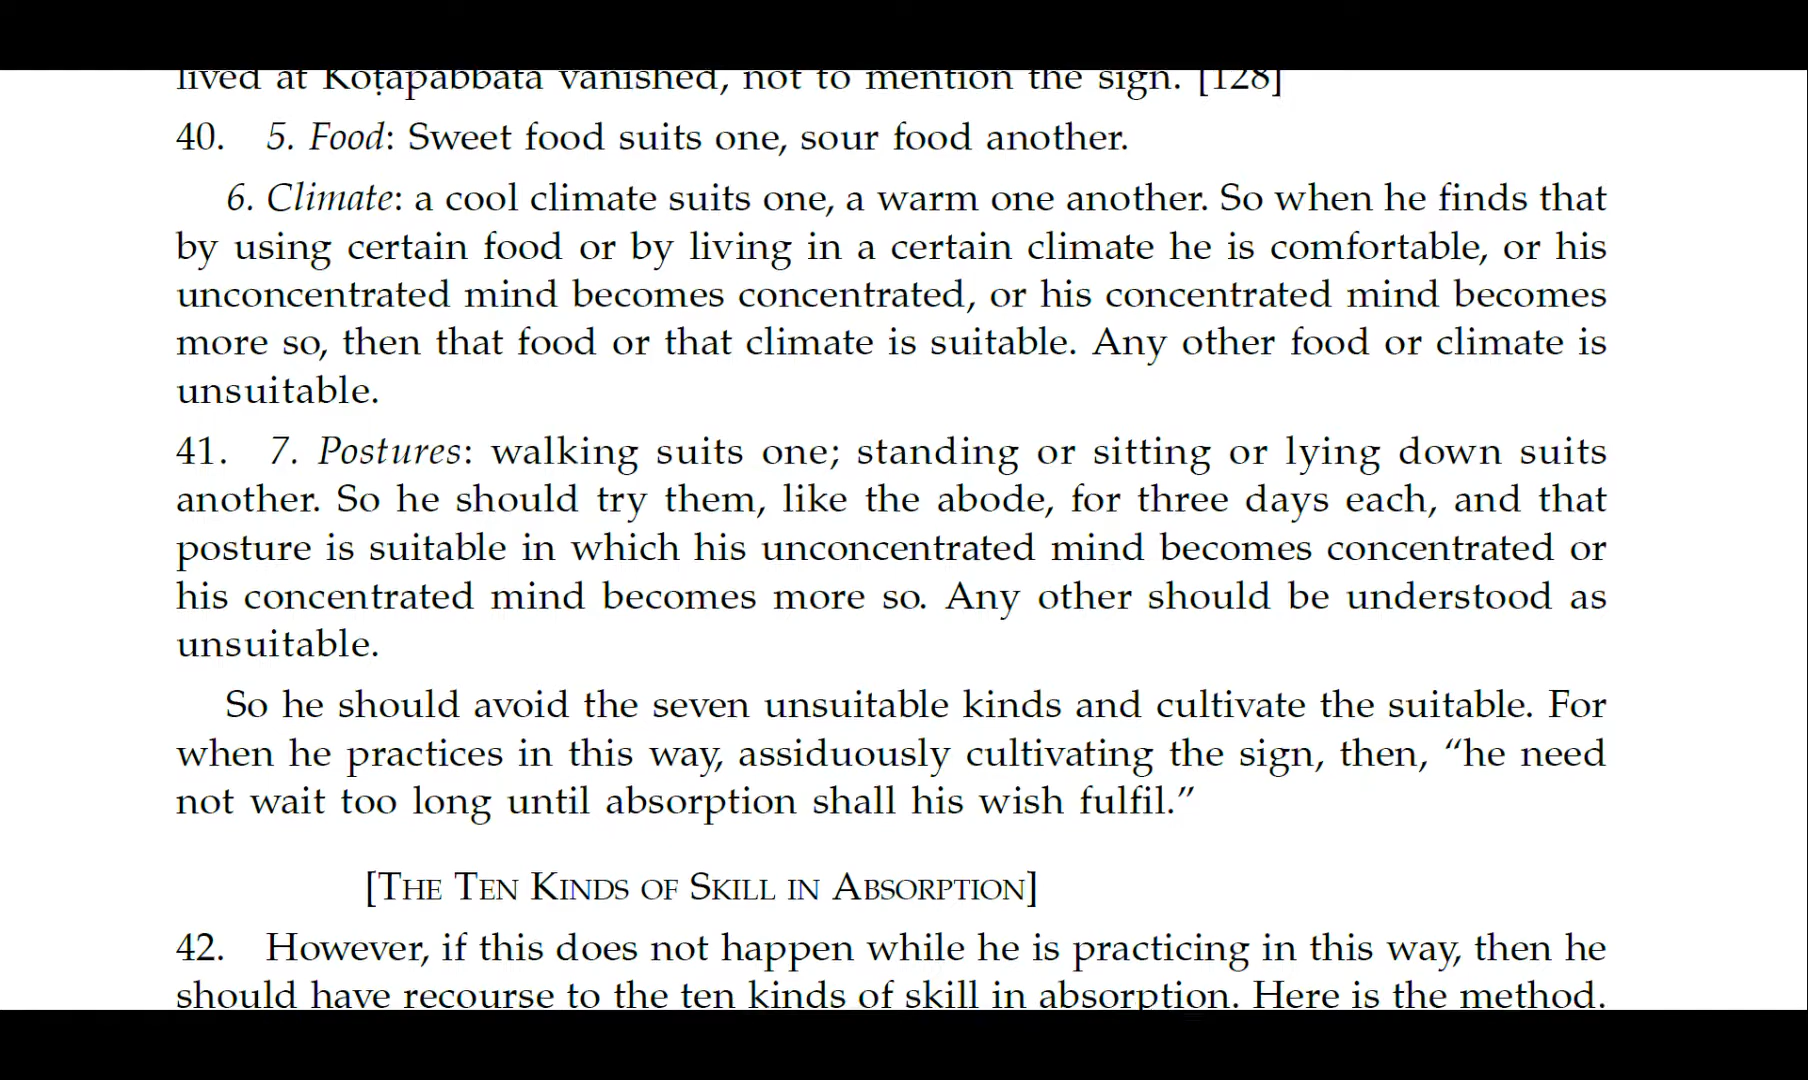 lived at Koṭapabbata vanished, not to mention the sign. [128]
40. 5. Food: Sweet food suits one, sour food another.
6. Climate: a cool climate suits one, a warm one another. So when he finds that
by using certain food or by living in a certain climate he is comfortable, or his
unconcentrated mind becomes concentrated, or his concentrated mind becomes
more so, then that food or that climate is suitable. Any other food or climate is
unsuitable.
41. 7. Postures: walking suits one; standing or sitting or lying down suits
another. So he should try them, like the abode, for three days each, and that
posture is suitable in which his unconcentrated mind becomes concentrated or
his concentrated mind becomes more so. Any other should be understood as
unsuitable.
So he should avoid the seven unsuitable kinds and cultivate the suitable. For
when he practices in this way, assiduously cultivating the sign, then, “he need
not wait too long until absorption shall his wish fulfil.”
[THE TEN KINDS OF SKILL IN ABSORPTION]
42. However, if this does not happen while he is practicing in this way, then he
should have recourse to the ten kinds of skill in absorption. Here is the method.